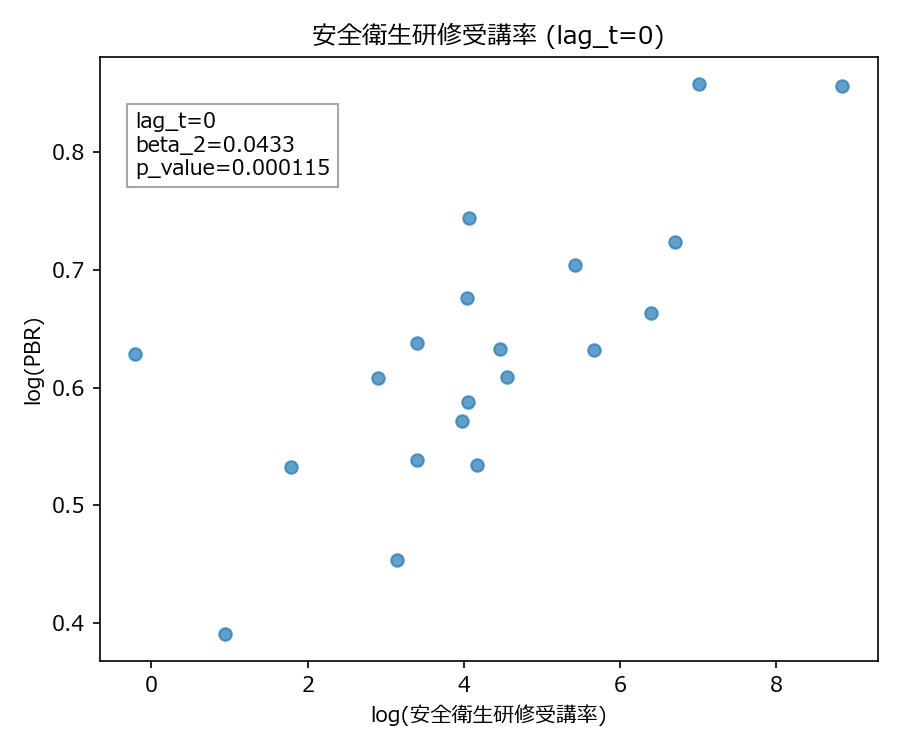 安全衛生研修受講率 (lag_t=0)
lag_t=0
beta_2=0.0433
p_value=0.000115
log(PBR)
0.8
0.7
0.6
0.5
0.4
0 2 4 6 8
log(安全衛生研修受講率)